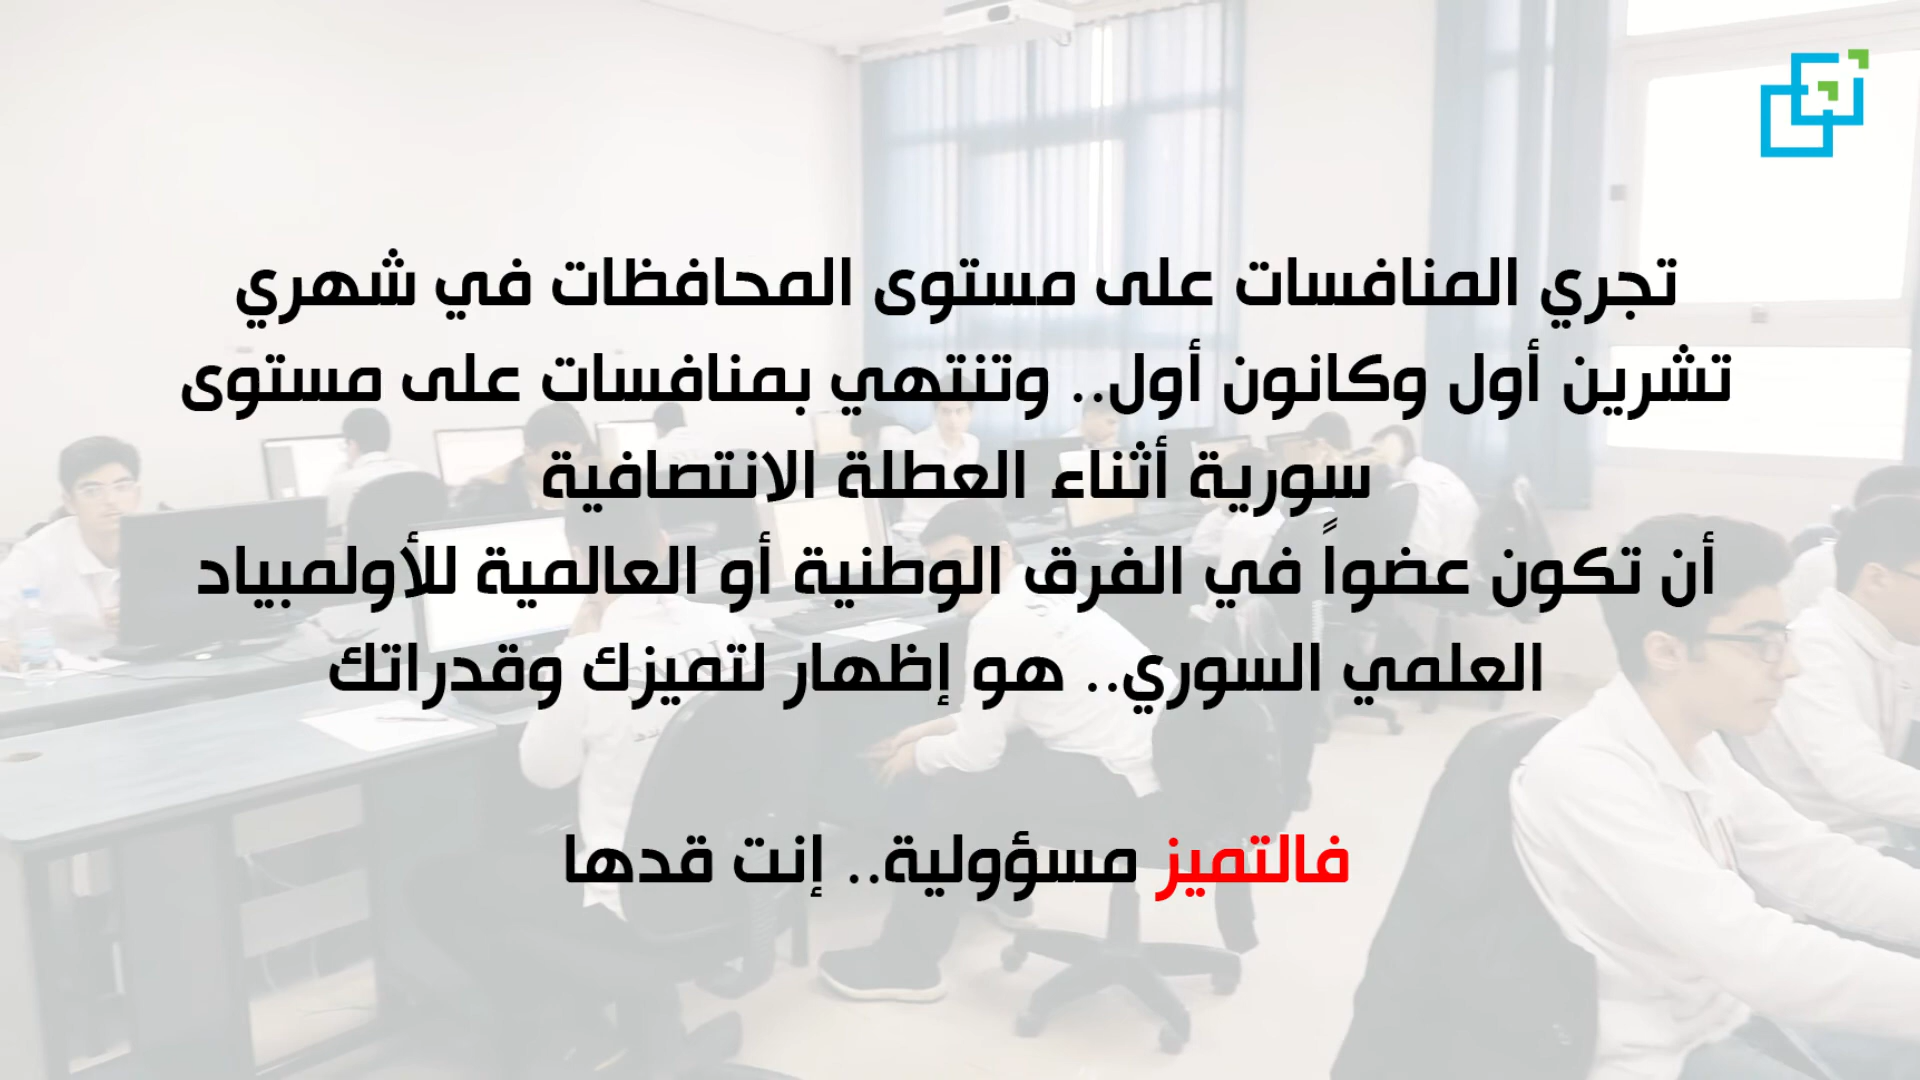 تجري المنافسات على مستوى المحافظات في شهري
تشرين أول وكانون أول.. وتنتهي بمنافسات على مستوى
سورية أثناء العطلة الانتصافية
أن تكون عضواً في الفرق الوطنية أو العالمية للأولمبياد
العلمي السوري.. هو إظهار لتميزك وقدراتك
فالتميز مسؤولية.. إنت قدها